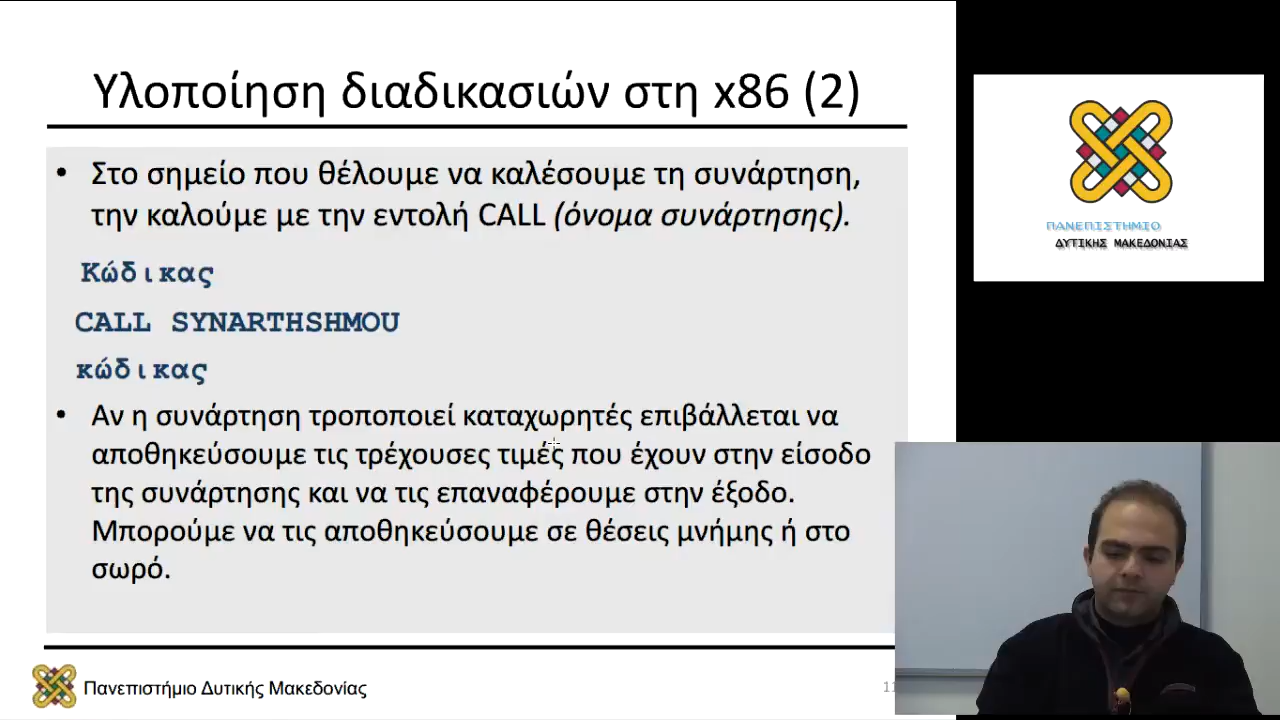 Υλοποίηση διαδικασιών στη x86 (2)
• Στο σημείο που θέλουμε να καλέσουμε τη συνάρτηση,
την καλούμε με την εντολή CALL (όνομα συνάρτησης).
Κώδικας
CALL SYNARTHSHMOU
κώδικας
• Αν η συνάρτηση τροποποιεί καταχωρητές επιβάλλεται να
αποθηκεύσουμε τις τρέχουσες τιμές που έχουν στην είσοδο
της συνάρτησης και να τις επαναφέρουμε στην έξοδο.
Μπορούμε να τις αποθηκεύσουμε σε θέσεις μνήμης ή στο
σωρό.
Πανεπιστήμιο Δυτικής Μακεδονίας
11
ΠΑΝΕΠΙΣΤΗΜΙΟ
ΔΥΤΙΚΗΣ ΜΑΚΕΔΟΝΙΑΣ